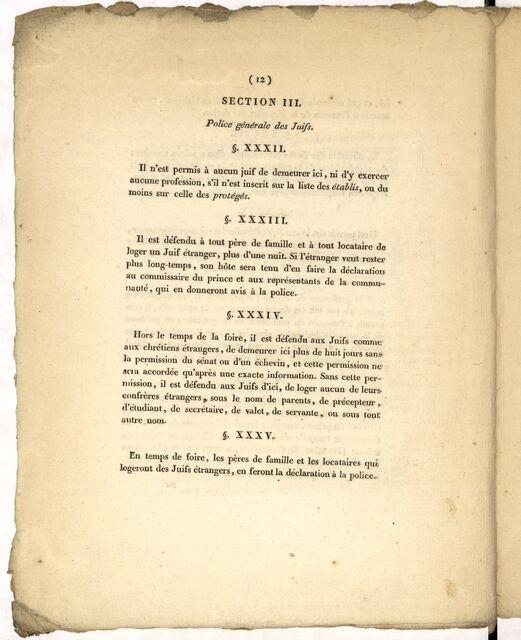 (12)
SECTION III.
Police générale des Juifs.
§. XXXII.
Il n'est permis à aucun juif de demeurer ici, ni d'y exercer
aucune profession, s'il n'est inscrit sur la liste des établis, ou du
moins sur celle des protégés.
§. XXXIII.
Il est défendu à tout père de famille et à tout locataire de
loger un Juif étranger, plus d'une nuit. Si l'étranger veut rester
plus long-temps, son hôte sera tenu d'en faire la déclaration
au commissaire du prince et aux représentants de la commu-
nauté, qui en donneront avis à la police.
§. XXXIV.
Hors le temps de la foire, il est défendu aux Juifs comme
aux chrétiens étrangers, de demeurer ici plus de huit jours sans
la permission du sénat ou d'un échevin, et cette permission ne
sera accordée qu'après une exacte information. Sans cette per-
mission, il est défendu aux Juifs d'ici, de loger aucun de leurs
confrères étrangers, sous le nom de parents, de précepteur,
d'étudiant, de secrétaire, de valet, de servante, ou sous tout
autre nom.
§. XXXV.
En temps de foire, les pères de famille et les locataires qui
logeront des Juifs étrangers, en feront la déclaration à la police.